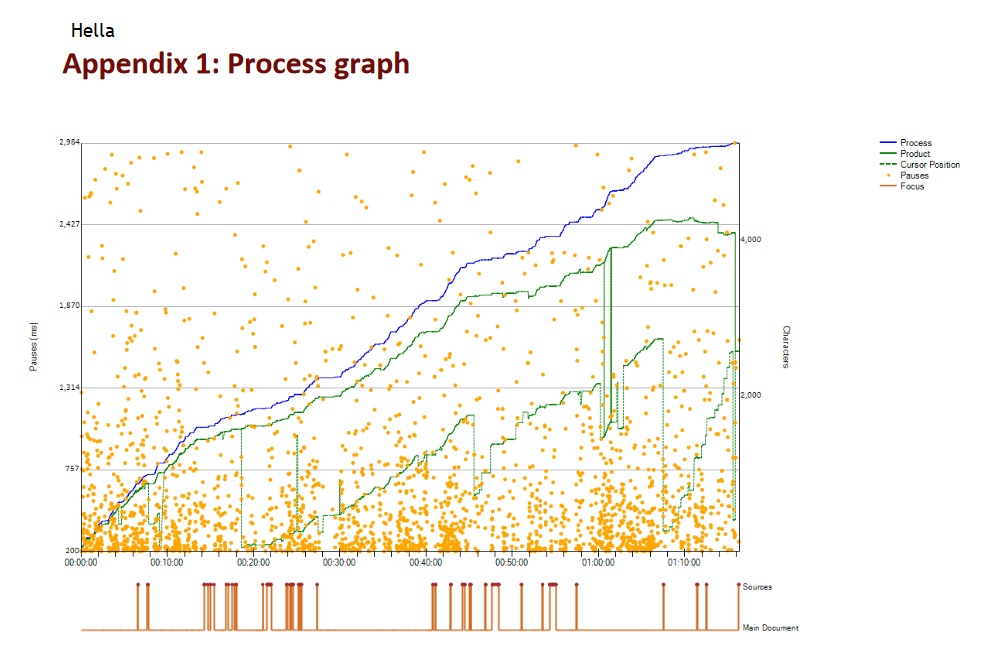 Hella
Appendix 1: Process graph
2,984
2,427
1,870
1,314
757
200
Pauses [ms]
4,000
2,000
Characters
00:00:00 00:10:00 00:20:00 00:30:00 00:40:00 00:50:00 01:00:00 01:10:00
Process
Product
Cursor Position
Pauses
Focus
Sources
Main Document